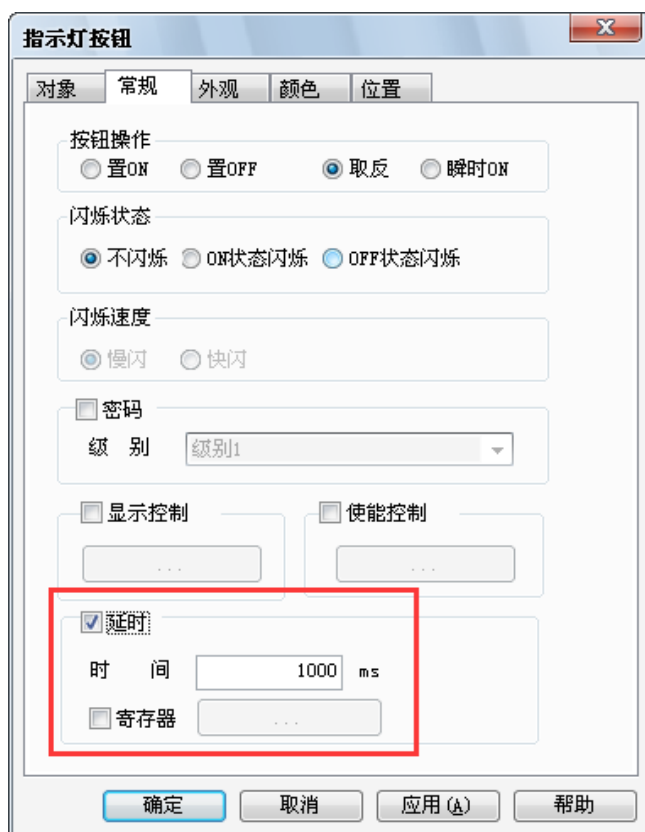 指示灯按钮
对象 常规 外观 颜色 位置
按钮操作
置ON 置OFF 取反 瞬时ON
闪烁状态
不闪烁 ON状态闪烁 OFF状态闪烁
闪烁速度
慢闪 快闪
密码
级 别 级别1
显示控制 使能控制
... ...
延时
时 间 1000 ms
寄存器 ...
确定 取消 应用(A) 帮助